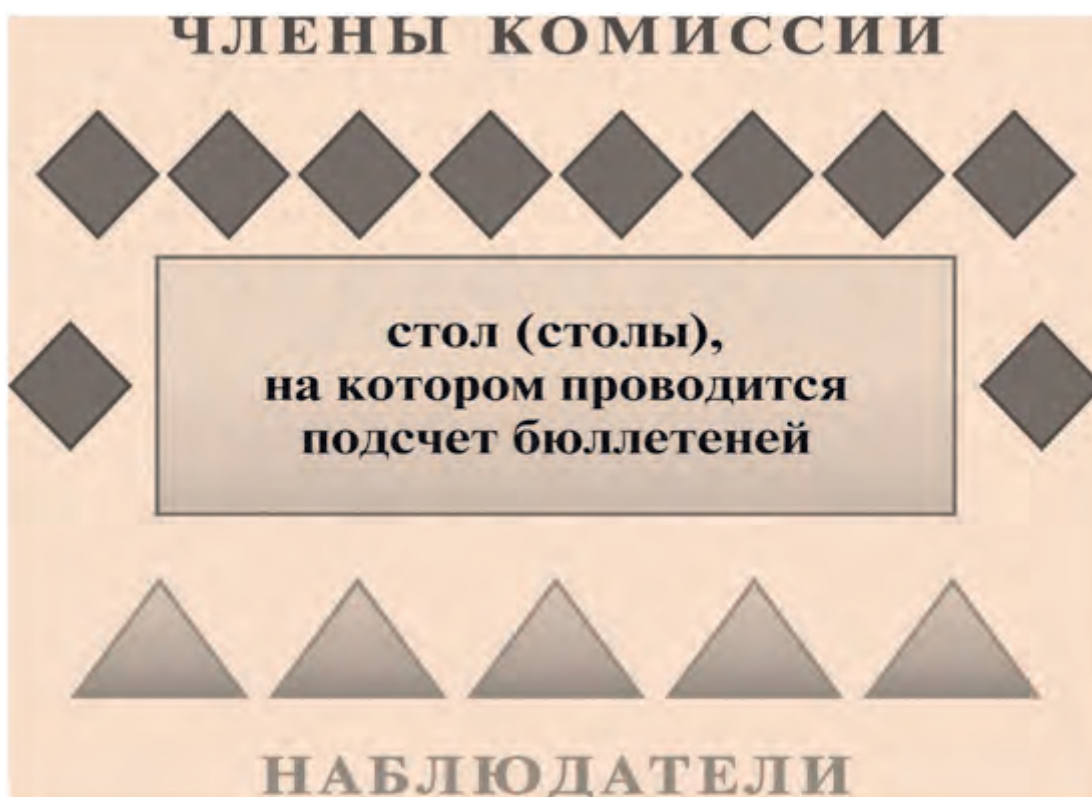 ЧЛЕНЫ КОМИССИИ
стол (столы),
на котором проводится
подсчет бюллетеней
НАБЛЮДАТЕЛИ